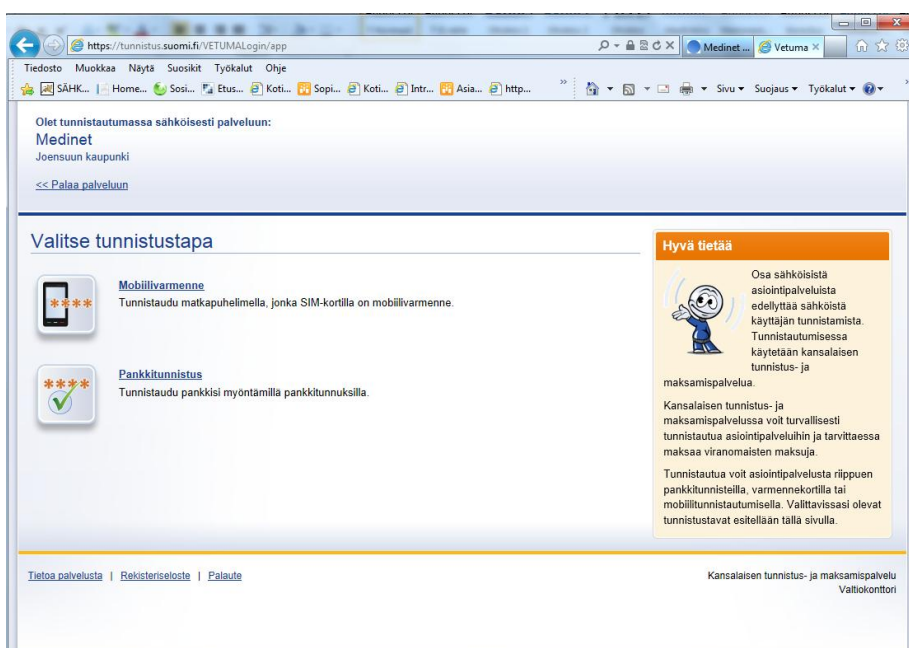 https://tunnistus.suomi.fi/VETUMALogin/app
Medinet ...
Vetuma
Tiedosto Muokkaa Näytä Suosikit Työkalut Ohje
SÄHK... Home... Sosi... Etus... Koti... Sopi... Koti... Intr... Asia... http... » Sivu Suojaus Työkalut
Olet tunnistautumassa sähköisesti palveluun:
Medinet
Joensuun kaupunki
<< Palaa palveluun
Valitse tunnistustapa
Mobiilivarmenne
Tunnistaudu matkapuhelimella, jonka SIM-kortilla on mobiilivarmenne.
Pankkitunnistus
Tunnistaudu pankkisi myöntämillä pankkitunnuksilla.
Hyvä tietää
Osa sähköisistä
asiointipalveluista
edellyttää sähköistä
käyttäjän tunnistamista.
Tunnistautumisessa
käytetään kansalaisen
tunnistus- ja
maksamispalvelua.
Kansalaisen tunnistus- ja
maksamispalvelussa voit turvallisesti
tunnistautua asiointipalveluihin ja tarvittaessa
maksaa viranomaisten maksuja.
Tunnistautua voit asiointipalvelusta riippuen
pankkitunnisteilla, varmennekortilla tai
mobiilitunnistautumisella. Valittavissasi olevat
tunnistustavat esitellään tällä sivulla.
Tietoa palvelusta | Rekisteriseloste | Palaute
Kansalaisen tunnistus- ja maksamispalvelu
Valtiokonttori